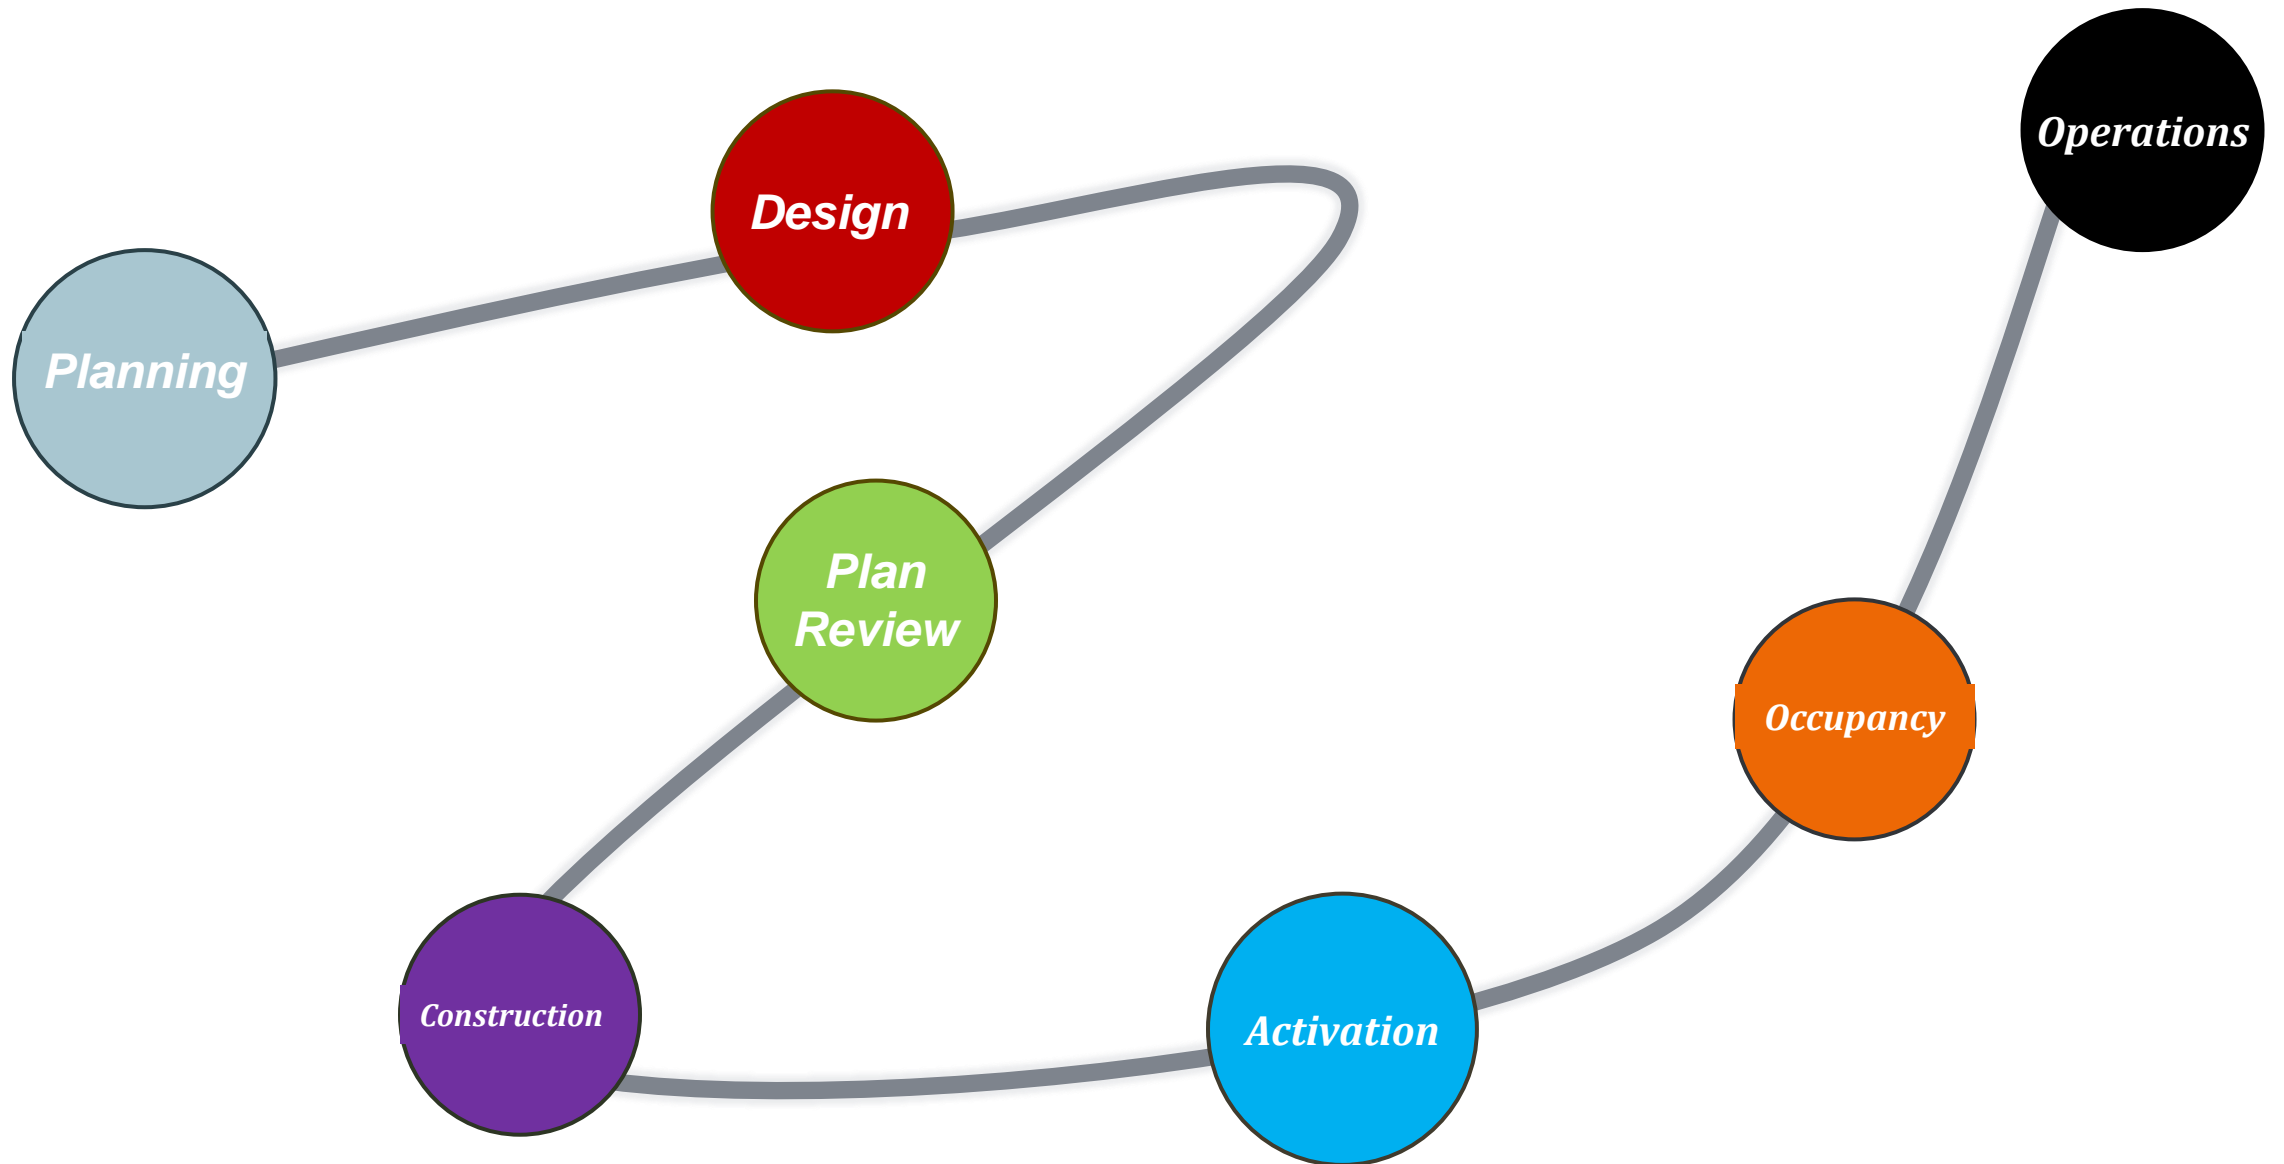 Planning
Design
Plan
Review
Construction
Activation
Occupancy
Operations